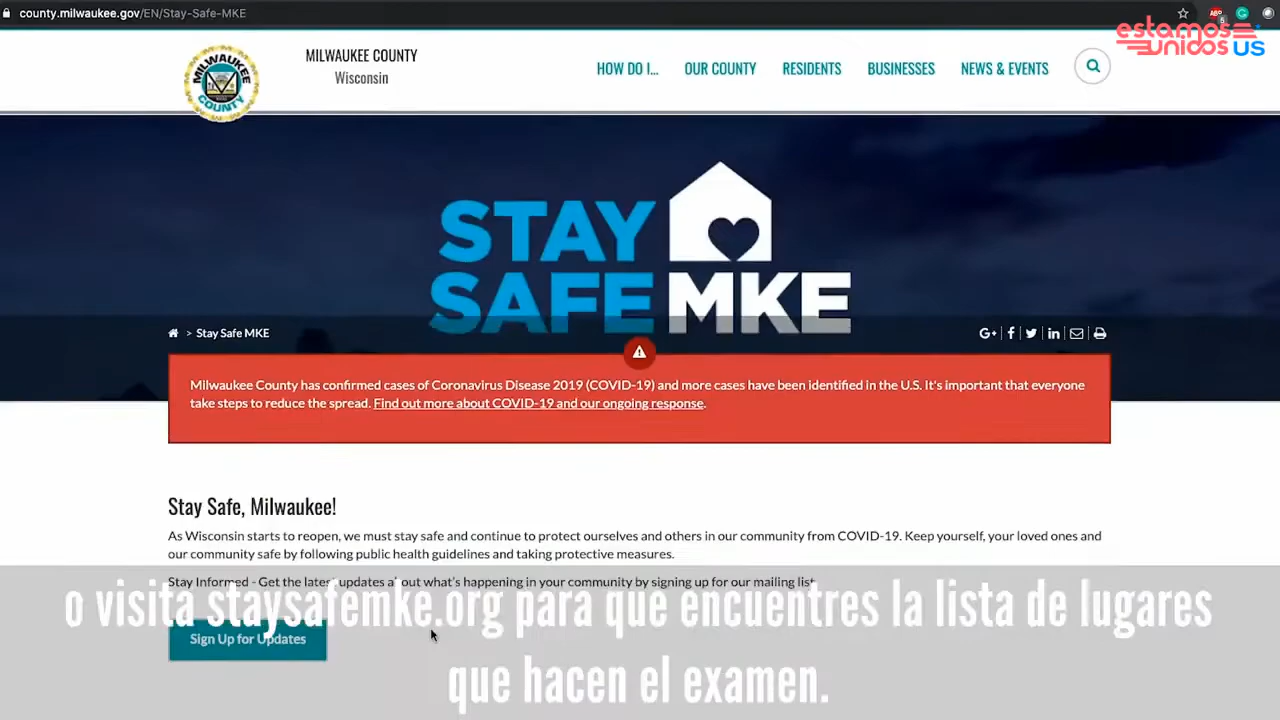 county.milwaukee.gov/EN/Stay-Safe-MKE
estamos
unidos US
MILWAUKEE COUNTY
Wisconsin
MILWAUKEE
COUNTY
HOW DO I... OUR COUNTY RESIDENTS BUSINESSES NEWS & EVENTS
STAY
SAFE MKE
> Stay Safe MKE
Milwaukee County has confirmed cases of Coronavirus Disease 2019 (COVID-19) and more cases have been identified in the U.S. It's important that everyone
take steps to reduce the spread. Find out more about COVID-19 and our ongoing response.
Stay Safe, Milwaukee!
As Wisconsin starts to reopen, we must stay safe and continue to protect ourselves and others in our community from COVID-19. Keep yourself, your loved ones and
our community safe by following public health guidelines and taking protective measures.
Stay Informed - Get the latest updates about what's happening in your community by signing up for our mailing list.
Sign Up for Updates
o visita staysafemke.org para que encuentres la lista de lugares
que hacen el examen.